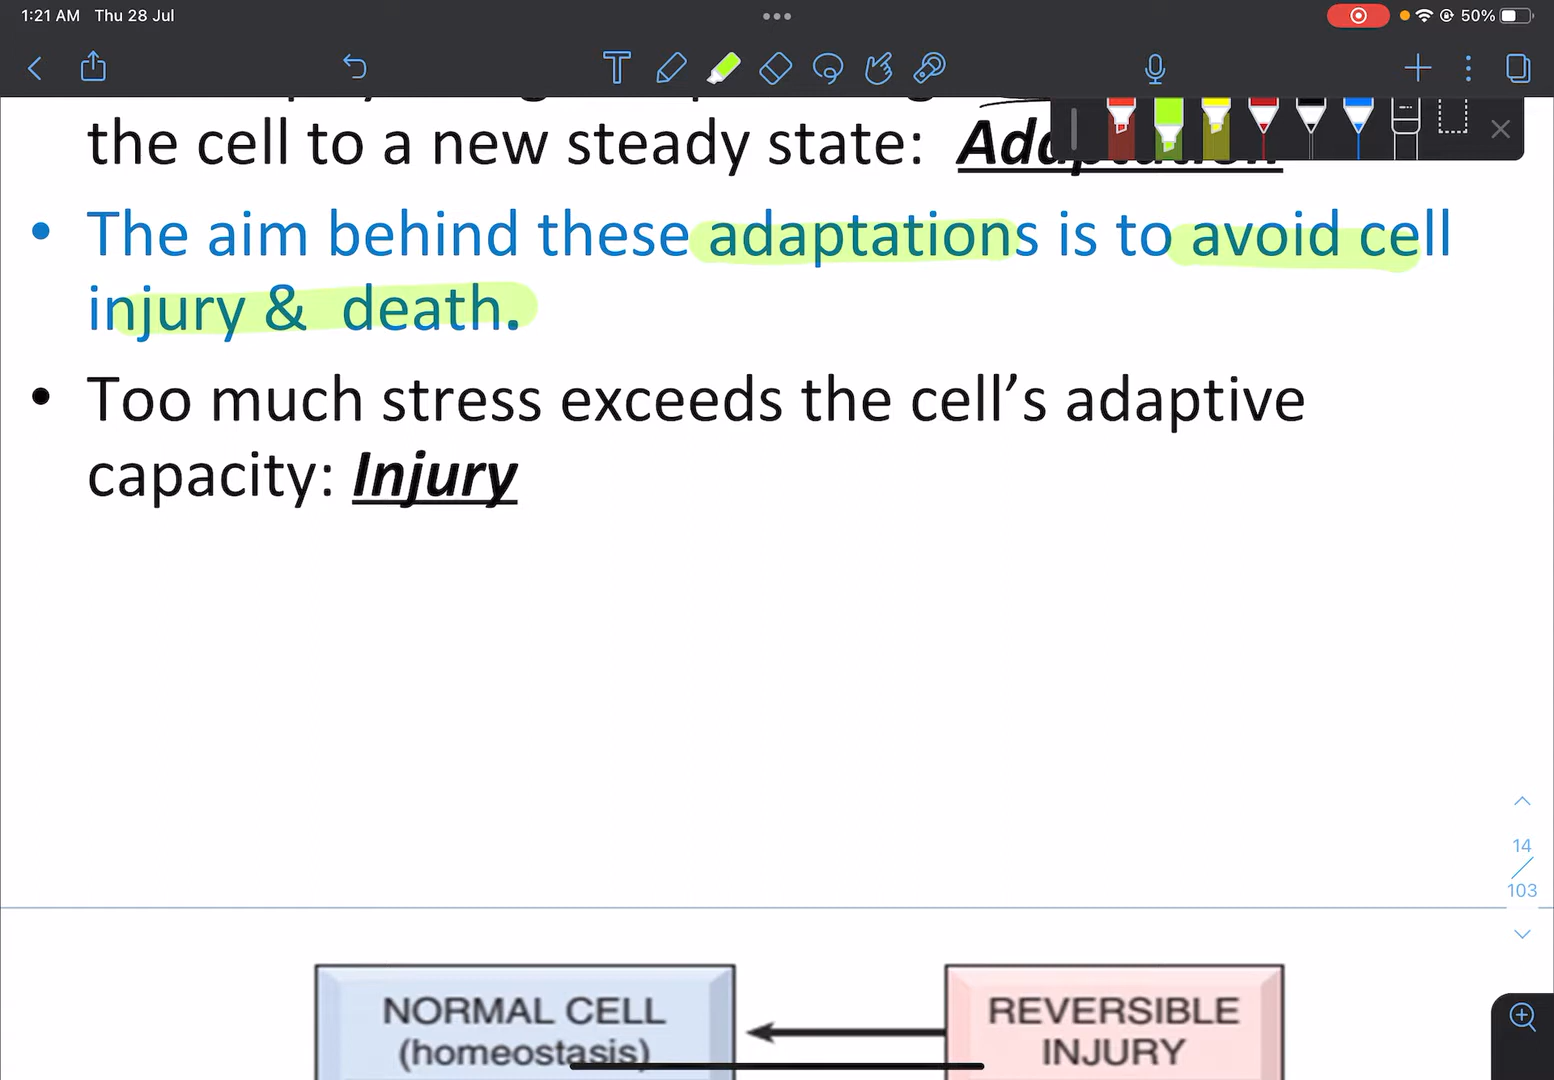 1:21 AM Thu 28 Jul
50%
the cell to a new steady state: Adaptation
• The aim behind these adaptations is to avoid cell
injury & death.
• Too much stress exceeds the cell’s adaptive
capacity: Injury
14
103
NORMAL CELL
(homeostasis)
REVERSIBLE
INJURY